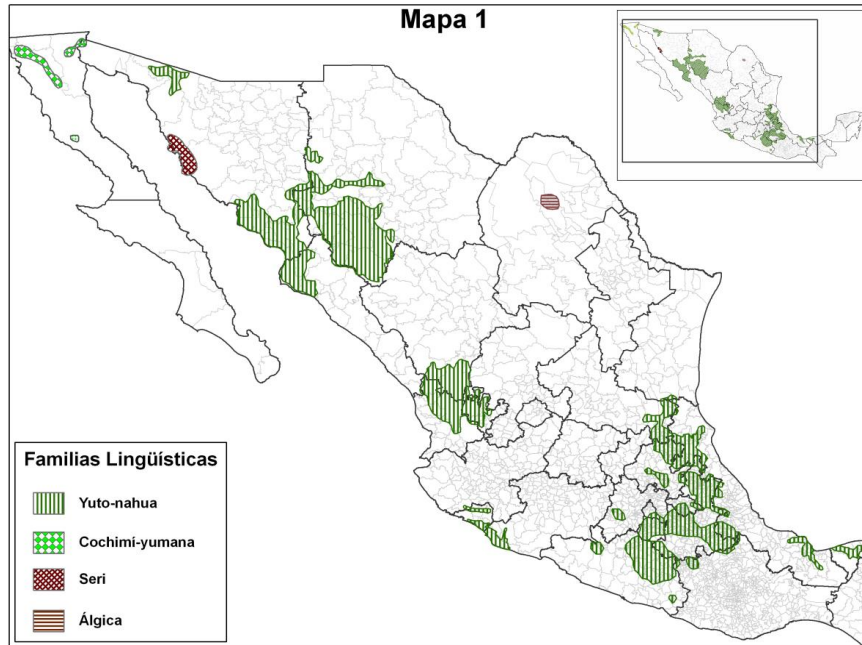 Mapa 1
Familias Lingüísticas
Yuto-nahua
Cochimí-yumana
Seri
Álgica